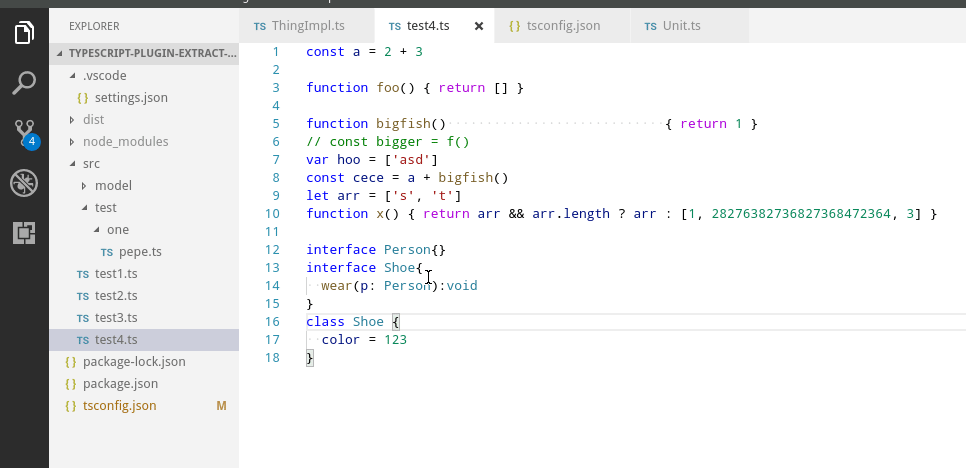 EXPLORER
TYPESCRIPT-PLUGIN-EXTRACT-...
.vscode
{} settings.json
dist
node_modules
src
model
test
one
TS pepe.ts
TS test1.ts
TS test2.ts
TS test3.ts
TS test4.ts
{} package-lock.json
{} package.json
{} tsconfig.json M
4
TS ThingImpl.ts TS test4.ts {} tsconfig.json TS Unit.ts
1 const a = 2 + 3
2
3 function foo() { return [] }
4
5 function bigfish()····························{ return 1 }
6 // const bigger = f()
7 var hoo = ['asd']
8 const cece = a + bigfish()
9 let arr = ['s', 't']
10 function x() { return arr && arr.length ? arr : [1, 28276382736827368472364, 3] }
11
12 interface Person{}
13 interface Shoe{
14 ··wear(p: Person):void
15 }
16 class Shoe {
17 ··color = 123
18 }